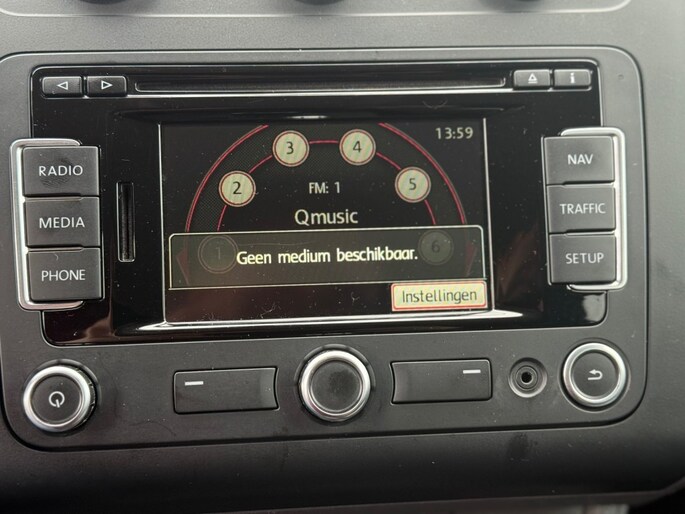 i
RADIO
MEDIA
PHONE
NAV
TRAFFIC
SETUP
13:59
3
4
2
5
FM: 1
Qmusic
1
6
Geen medium beschikbaar.
Instellingen